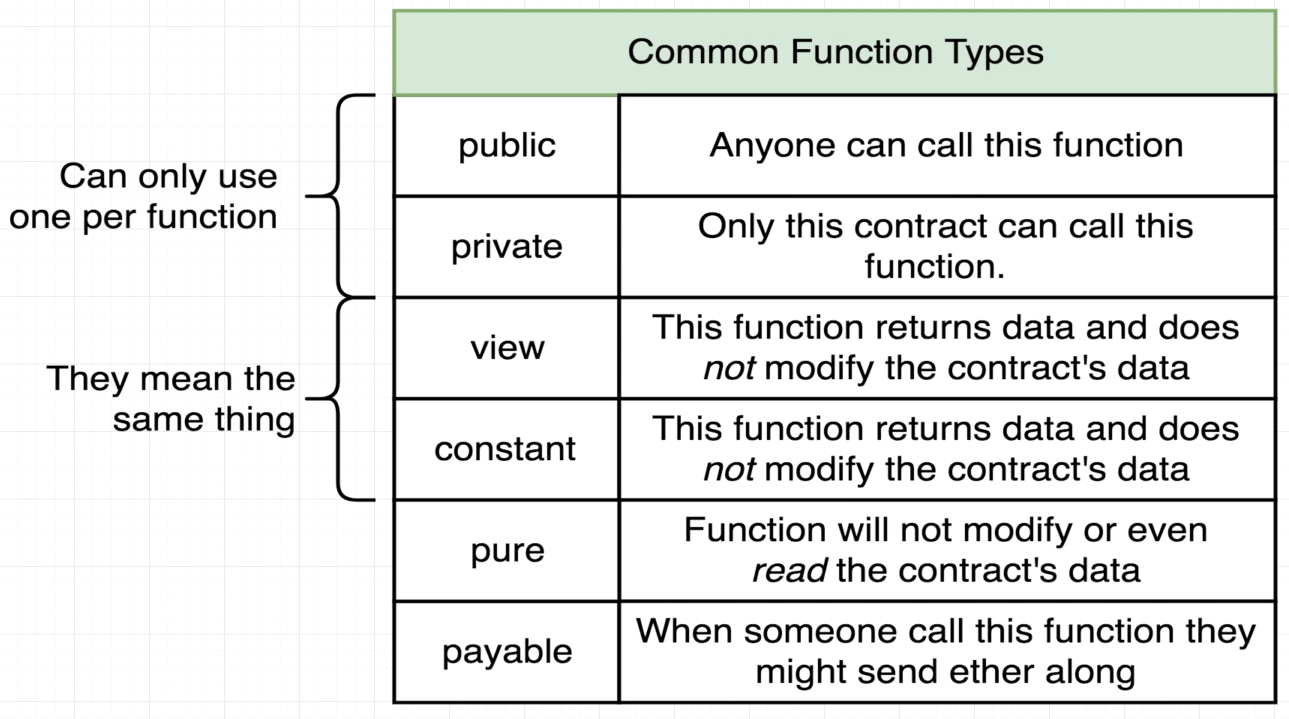 Common Function Types
Can only use
one per function
public
Anyone can call this function
private
Only this contract can call this
function.
They mean the
same thing
view
This function returns data and does
not modify the contract's data
constant
This function returns data and does
not modify the contract's data
pure
Function will not modify or even
read the contract's data
payable
When someone call this function they
might send ether along